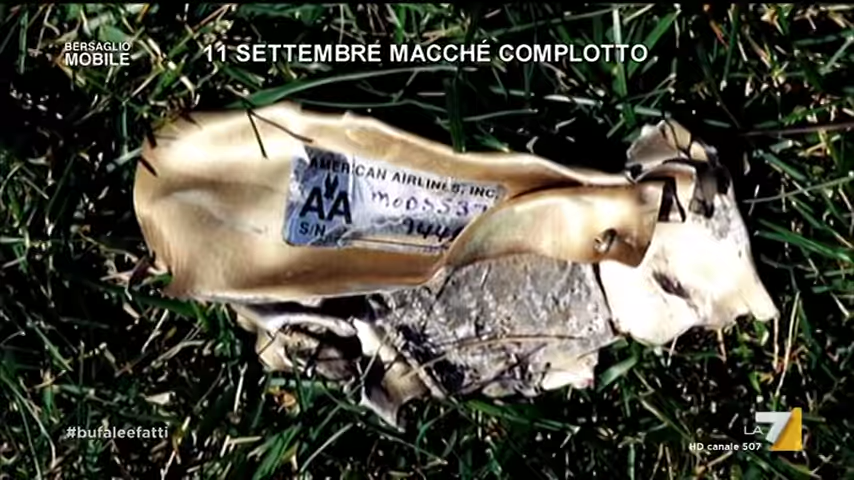 BERSAGLIO
MOBILE
11 SETTEMBRE MACCHÉ COMPLOTTO
AMERICAN AIRLINES, INC.
AA
S/N
#bufaleefatti
LA7
HD canale 507